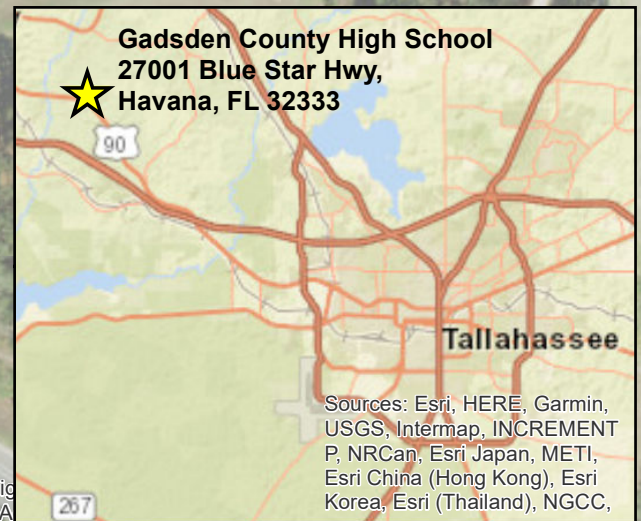 Gadsden County High School
27001 Blue Star Hwy,
Havana, FL 32333
90
Tallahassee
Sources: Esri, HERE, Garmin,
USGS, Intermap, INCREMENT
P, NRCan, Esri Japan, METI,
Esri China (Hong Kong), Esri
Korea, Esri (Thailand), NGCC,
267